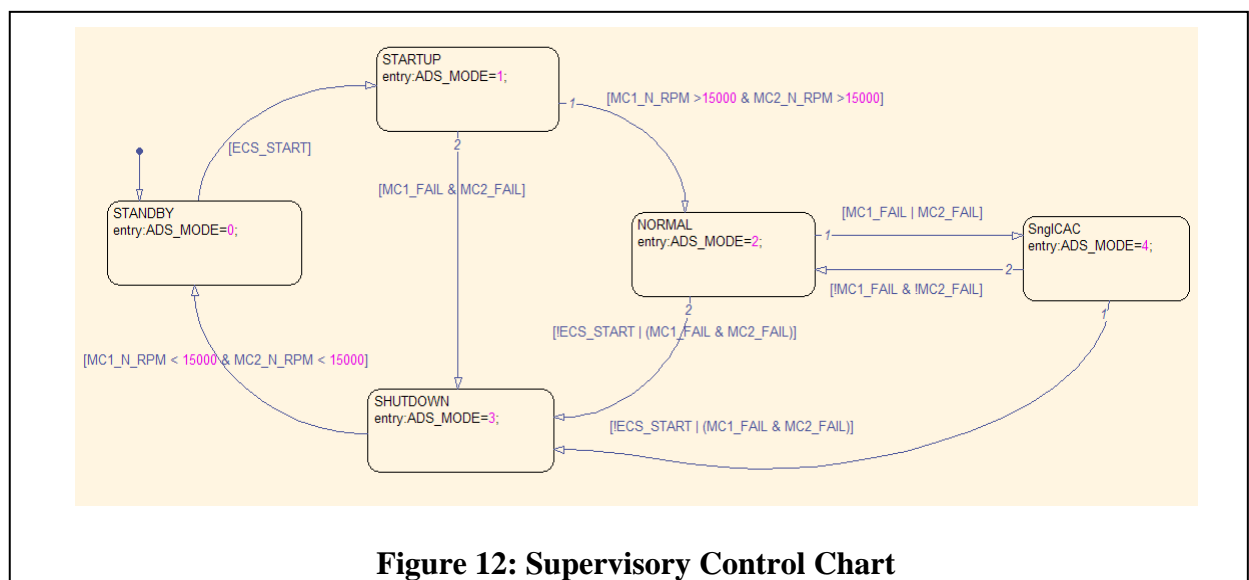 STARTUP
entry:ADS_MODE=1;
1
[MC1_N_RPM >15000 & MC2_N_RPM >15000]
2
[ECS_START]
[MC1_FAIL & MC2_FAIL]
STANDBY
entry:ADS_MODE=0;
NORMAL
entry:ADS_MODE=2;
1
[MC1_FAIL | MC2_FAIL]
SnglCAC
entry:ADS_MODE=4;
2
[!MC1_FAIL & !MC2_FAIL]
2
1
[!ECS_START | (MC1_FAIL & MC2_FAIL)]
[MC1_N_RPM < 15000 & MC2_N_RPM < 15000]
SHUTDOWN
entry:ADS_MODE=3;
[!ECS_START | (MC1_FAIL & MC2_FAIL)]
Figure 12: Supervisory Control Chart